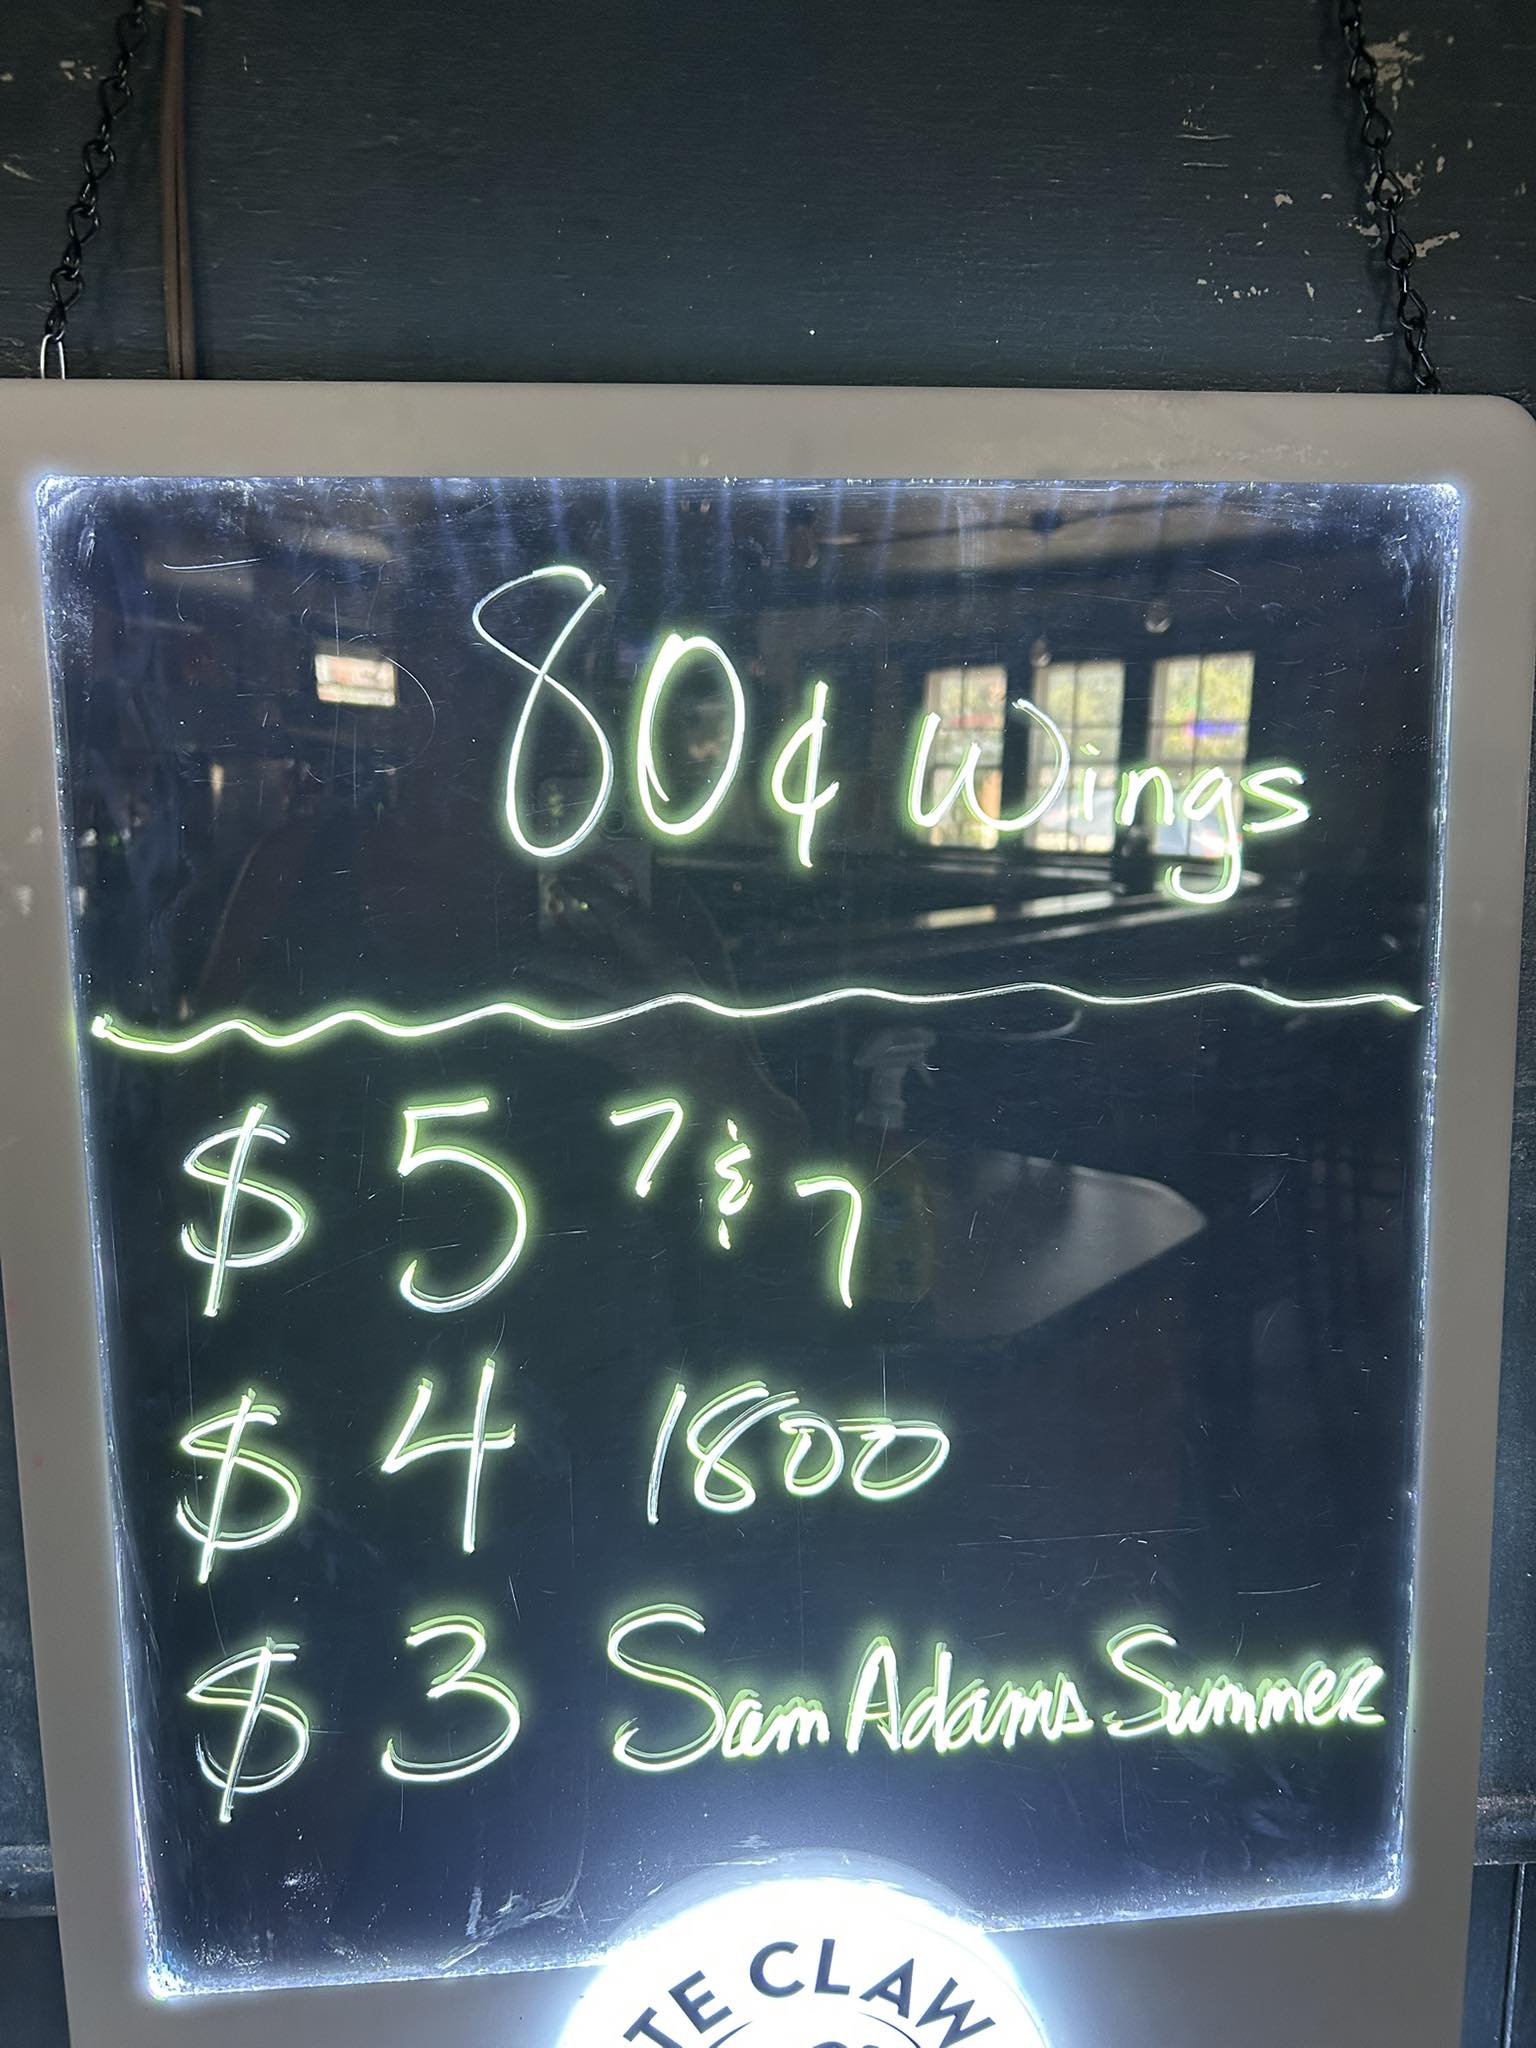 80¢ Wings
$ 5 7 & 7
$ 4 1800
$ 3 Sam Adams Summer
TE CLAW